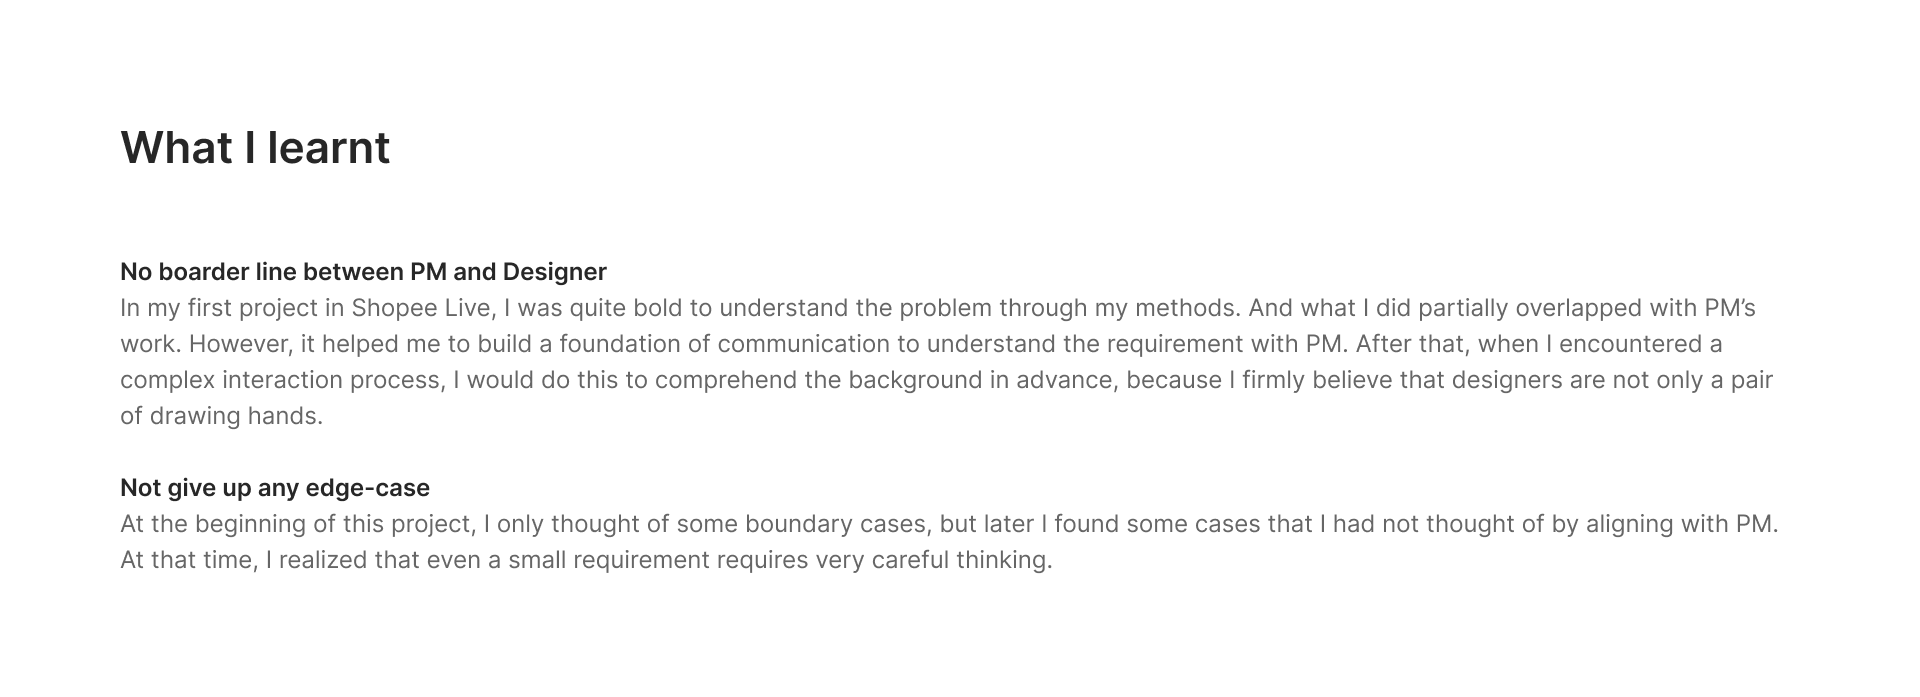 What I learnt
No boarder line between PM and Designer
In my first project in Shopee Live, I was quite bold to understand the problem through my methods. And what I did partially overlapped with PM’s
work. However, it helped me to build a foundation of communication to understand the requirement with PM. After that, when I encountered a
complex interaction process, I would do this to comprehend the background in advance, because I firmly believe that designers are not only a pair
of drawing hands.
Not give up any edge-case
At the beginning of this project, I only thought of some boundary cases, but later I found some cases that I had not thought of by aligning with PM.
At that time, I realized that even a small requirement requires very careful thinking.